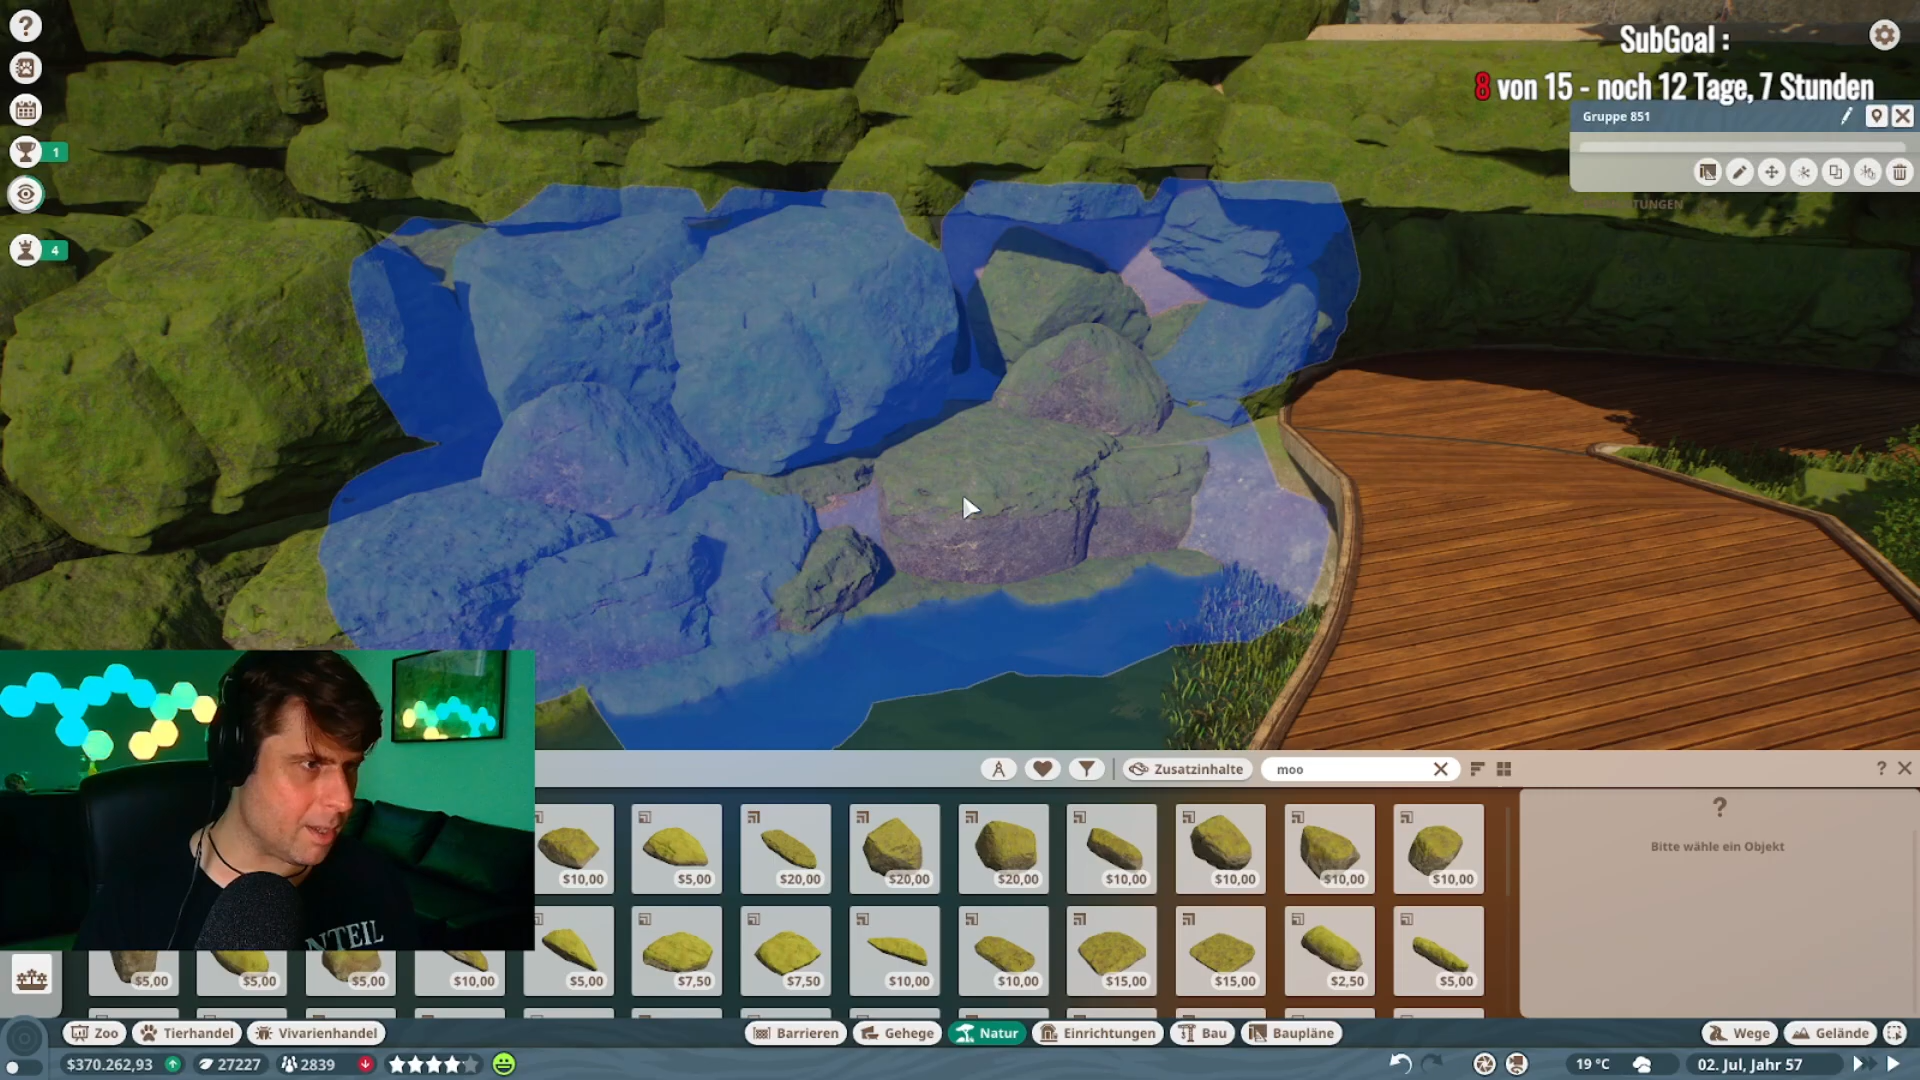 SubGoal :
8 von 15 - noch 12 Tage, 7 Stunden
Gruppe 851
1
4
Zusatzinhalte
moo
?
Bitte wähle ein Objekt
$10,00 $5,00 $20,00 $20,00 $20,00 $10,00 $10,00 $10,00 $10,00
$5,00 $5,00 $5,00 $10,00 $5,00 $7,50 $7,50 $10,00 $10,00 $15,00 $15,00 $2,50 $5,00
NTEIL
Zoo Tierhandel Vivarienhandel Barrieren Gehege Natur Einrichtungen Bau Baupläne Wege Gelände
$370.262,93 27227 2839 19 °C 02. Jul, Jahr 57